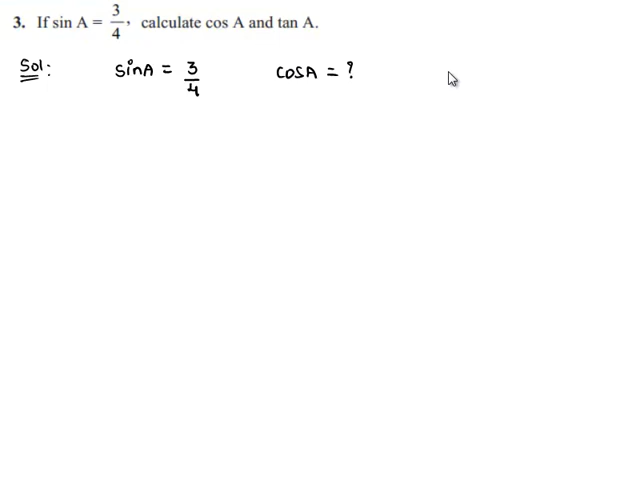 3. If sin A = 3/4, calculate cos A and tan A.
Sol: sinA = 3/4 cosA = ?